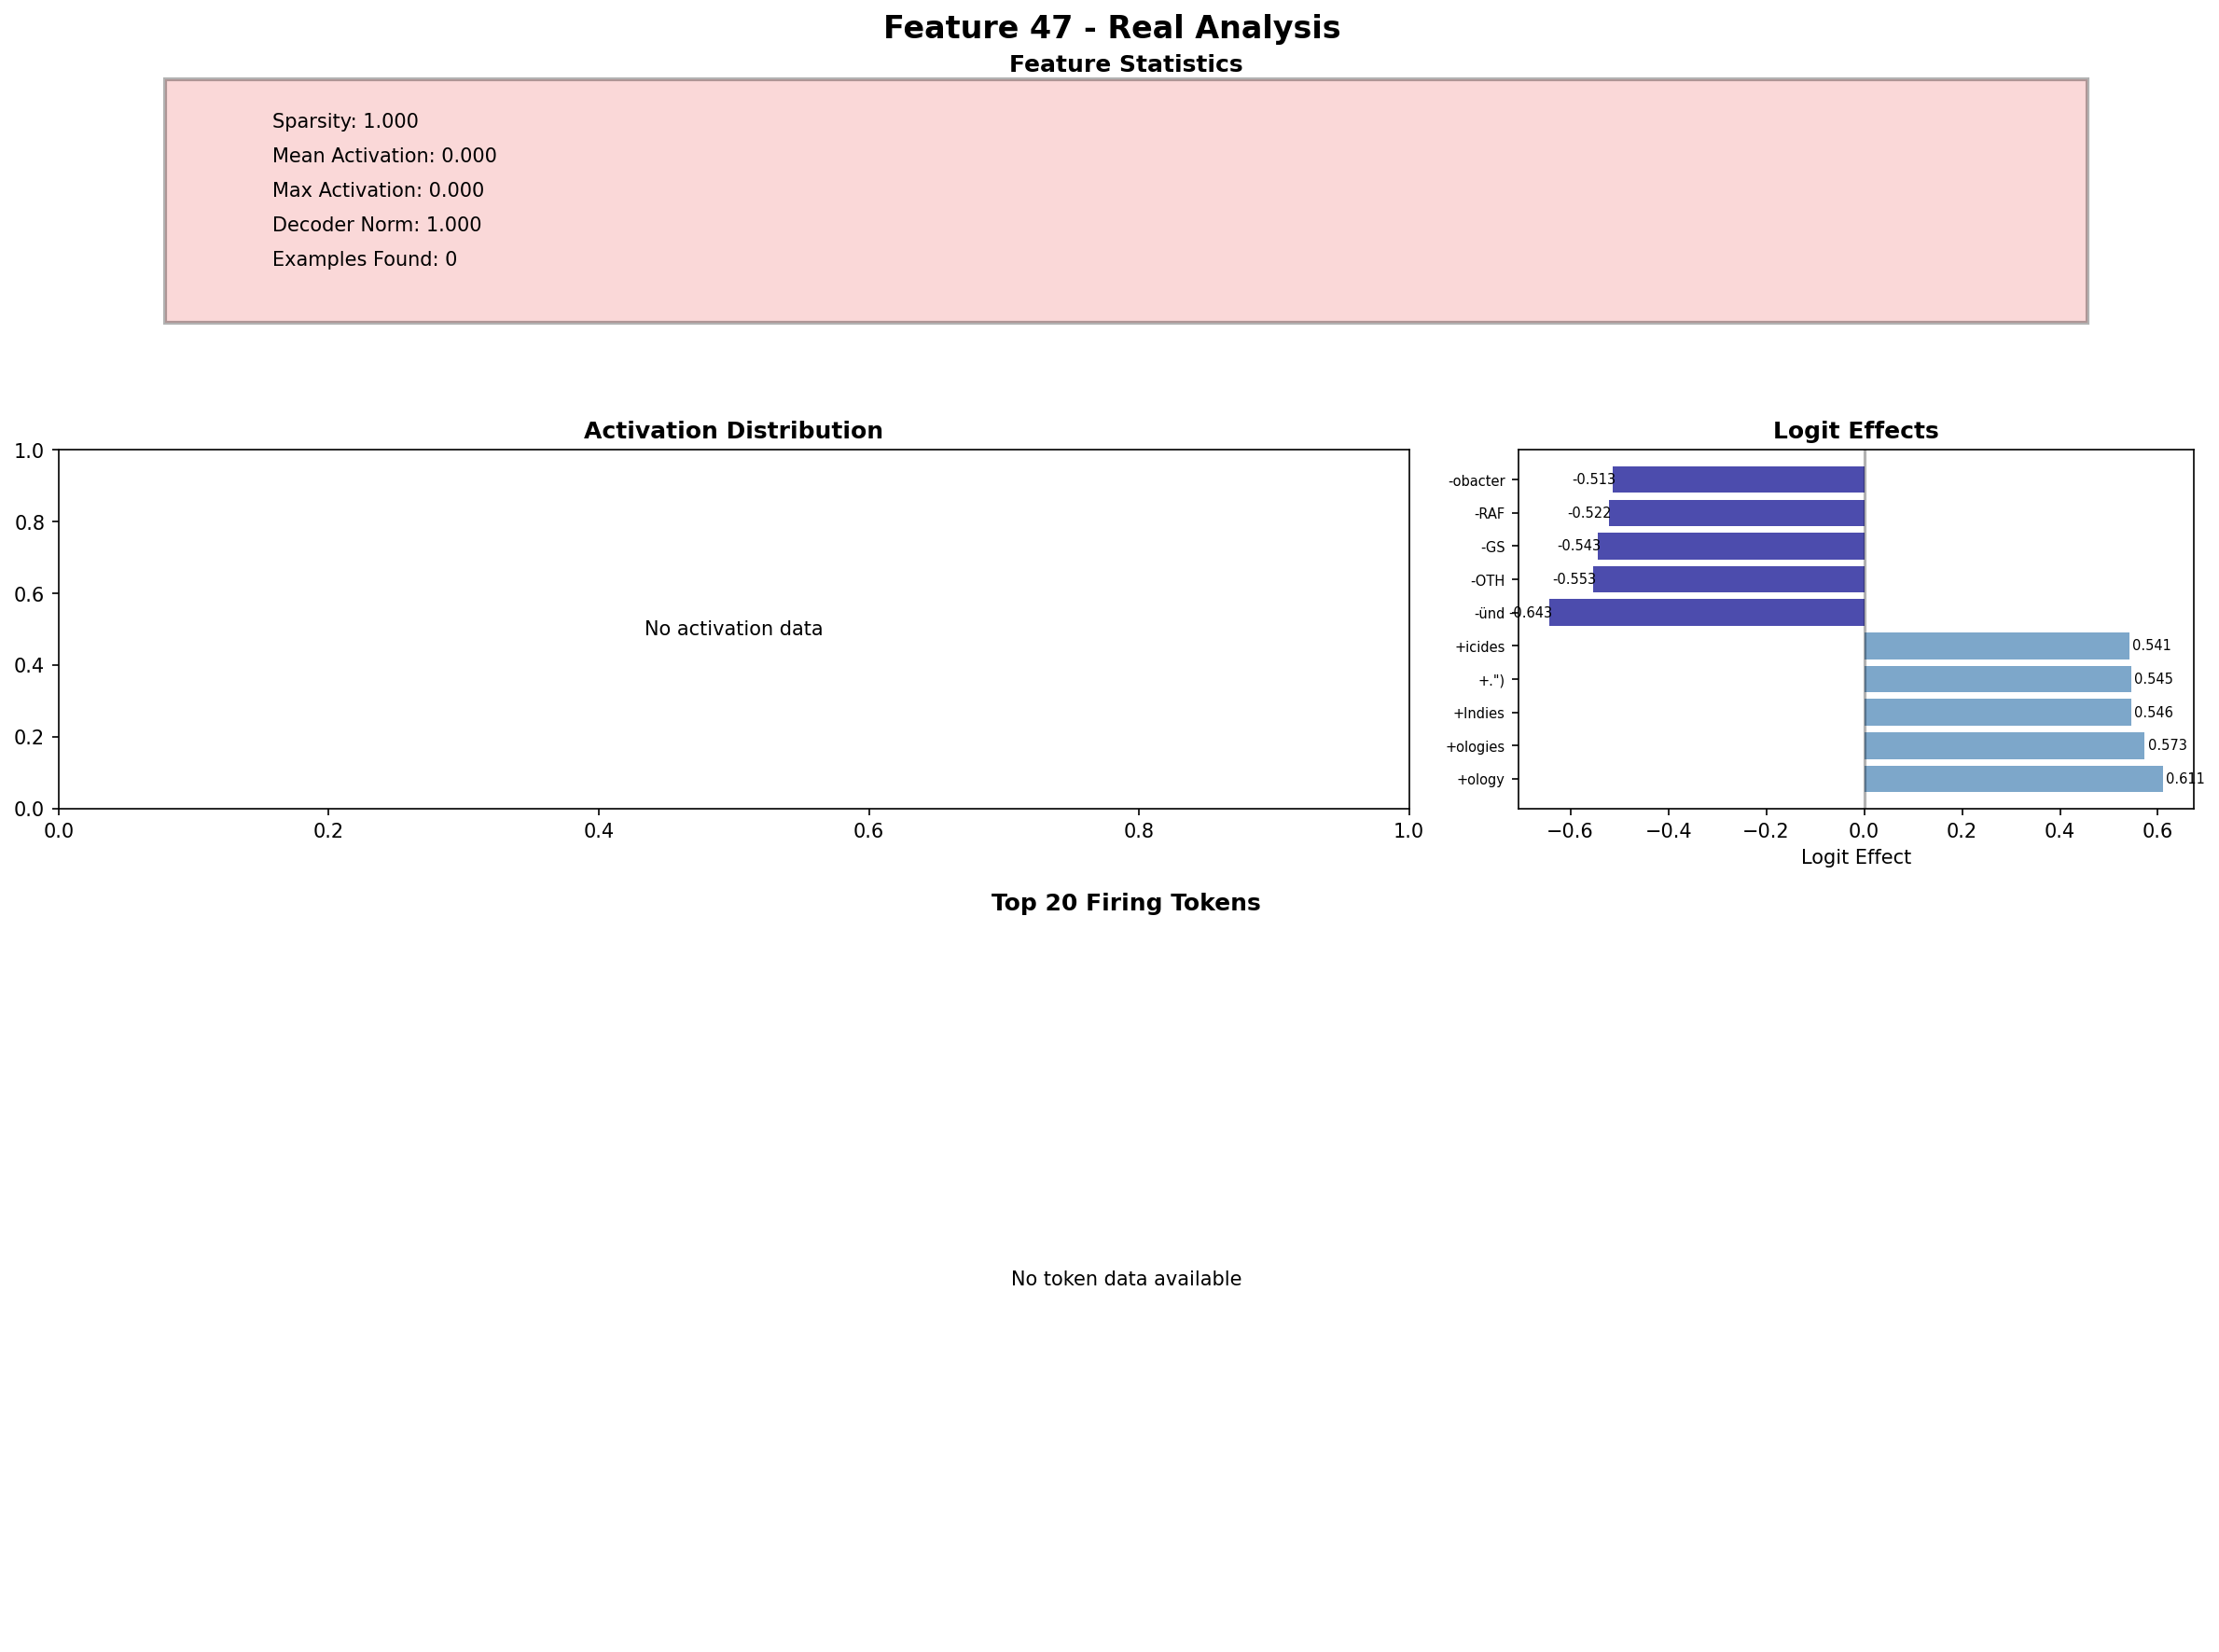 Feature 47 - Real Analysis
Feature Statistics
Sparsity: 1.000
Mean Activation: 0.000
Max Activation: 0.000
Decoder Norm: 1.000
Examples Found: 0
Activation Distribution
1.0
0.8
0.6
0.4
0.2
0.0
No activation data
0.0 0.2 0.4 0.6 0.8 1.0
Logit Effects
-obacter -0.513
-RAF -0.522
-GS -0.543
-OTH -0.553
-ünd -0.643
+icides 0.541
+.") 0.545
+Indies 0.546
+ologies 0.573
+ology 0.611
−0.6 −0.4 −0.2 0.0 0.2 0.4 0.6
Logit Effect
Top 20 Firing Tokens
No token data available